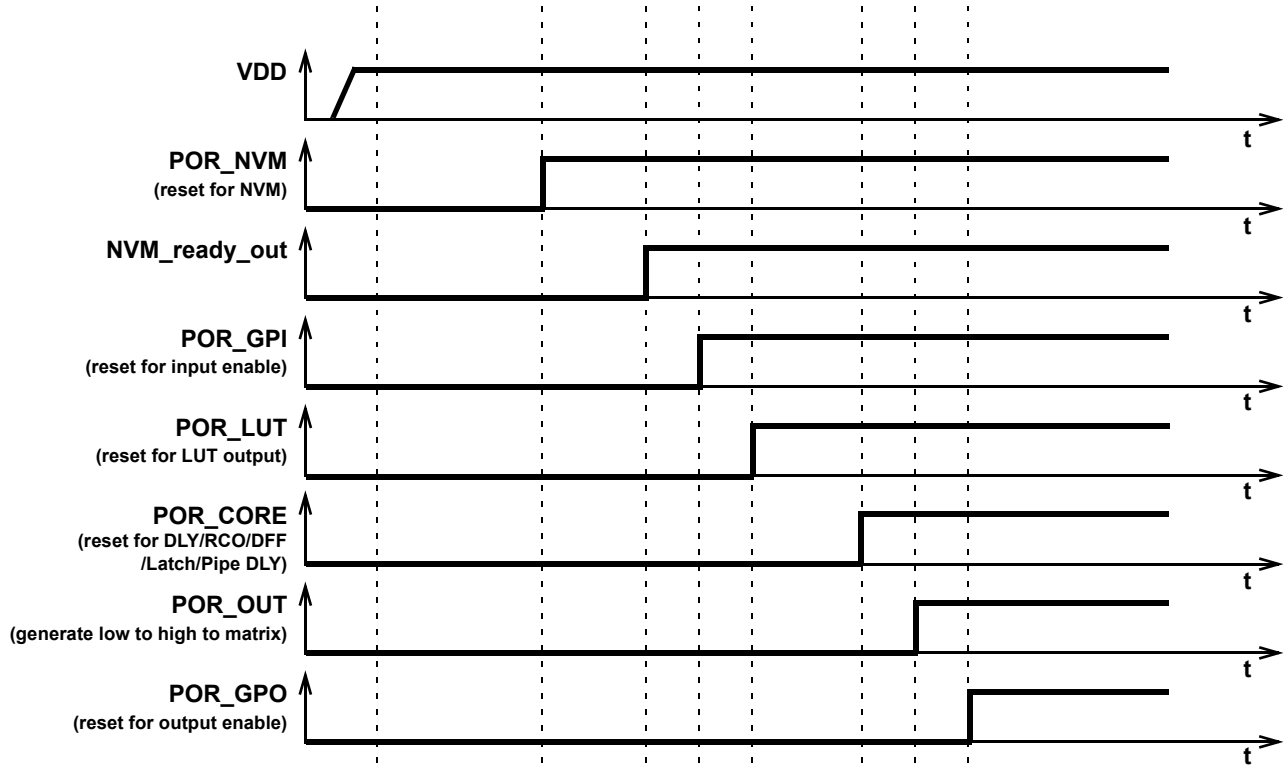 VDD
t
POR_NVM
(reset for NVM)
t
NVM_ready_out
t
POR_GPI
(reset for input enable)
t
POR_LUT
(reset for LUT output)
t
POR_CORE
(reset for DLY/RCO/DFF
/Latch/Pipe DLY)
t
POR_OUT
(generate low to high to matrix)
t
POR_GPO
(reset for output enable)
t